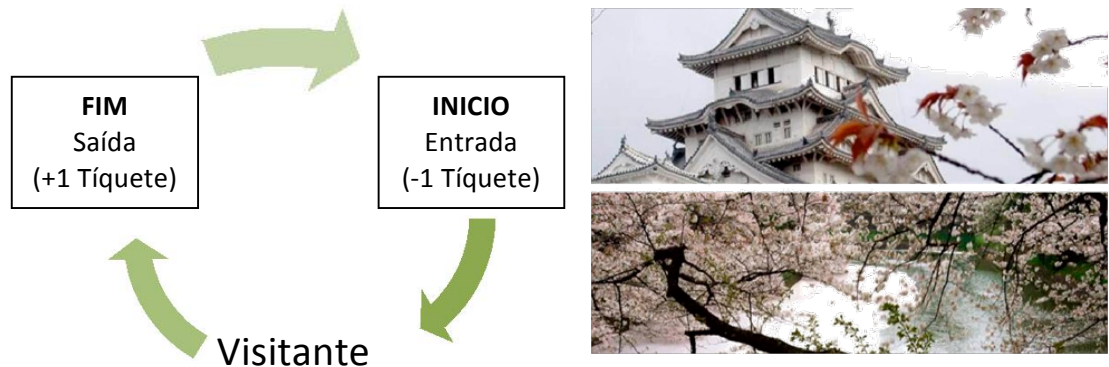 FIM
Saída
(+1 Tíquete)
INICIO
Entrada
(-1 Tíquete)
Visitante